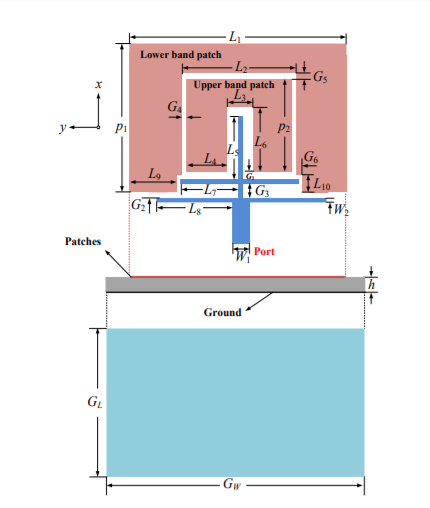 L1
Lower band patch
L2
G5
x
Upper band patch
L3
G4
y
P1
P2
L5
L6
L4
G6
L9
G1
L10
L7
G3
G2
L8
W2
W1
Port
Patches
h
Ground
GL
GW